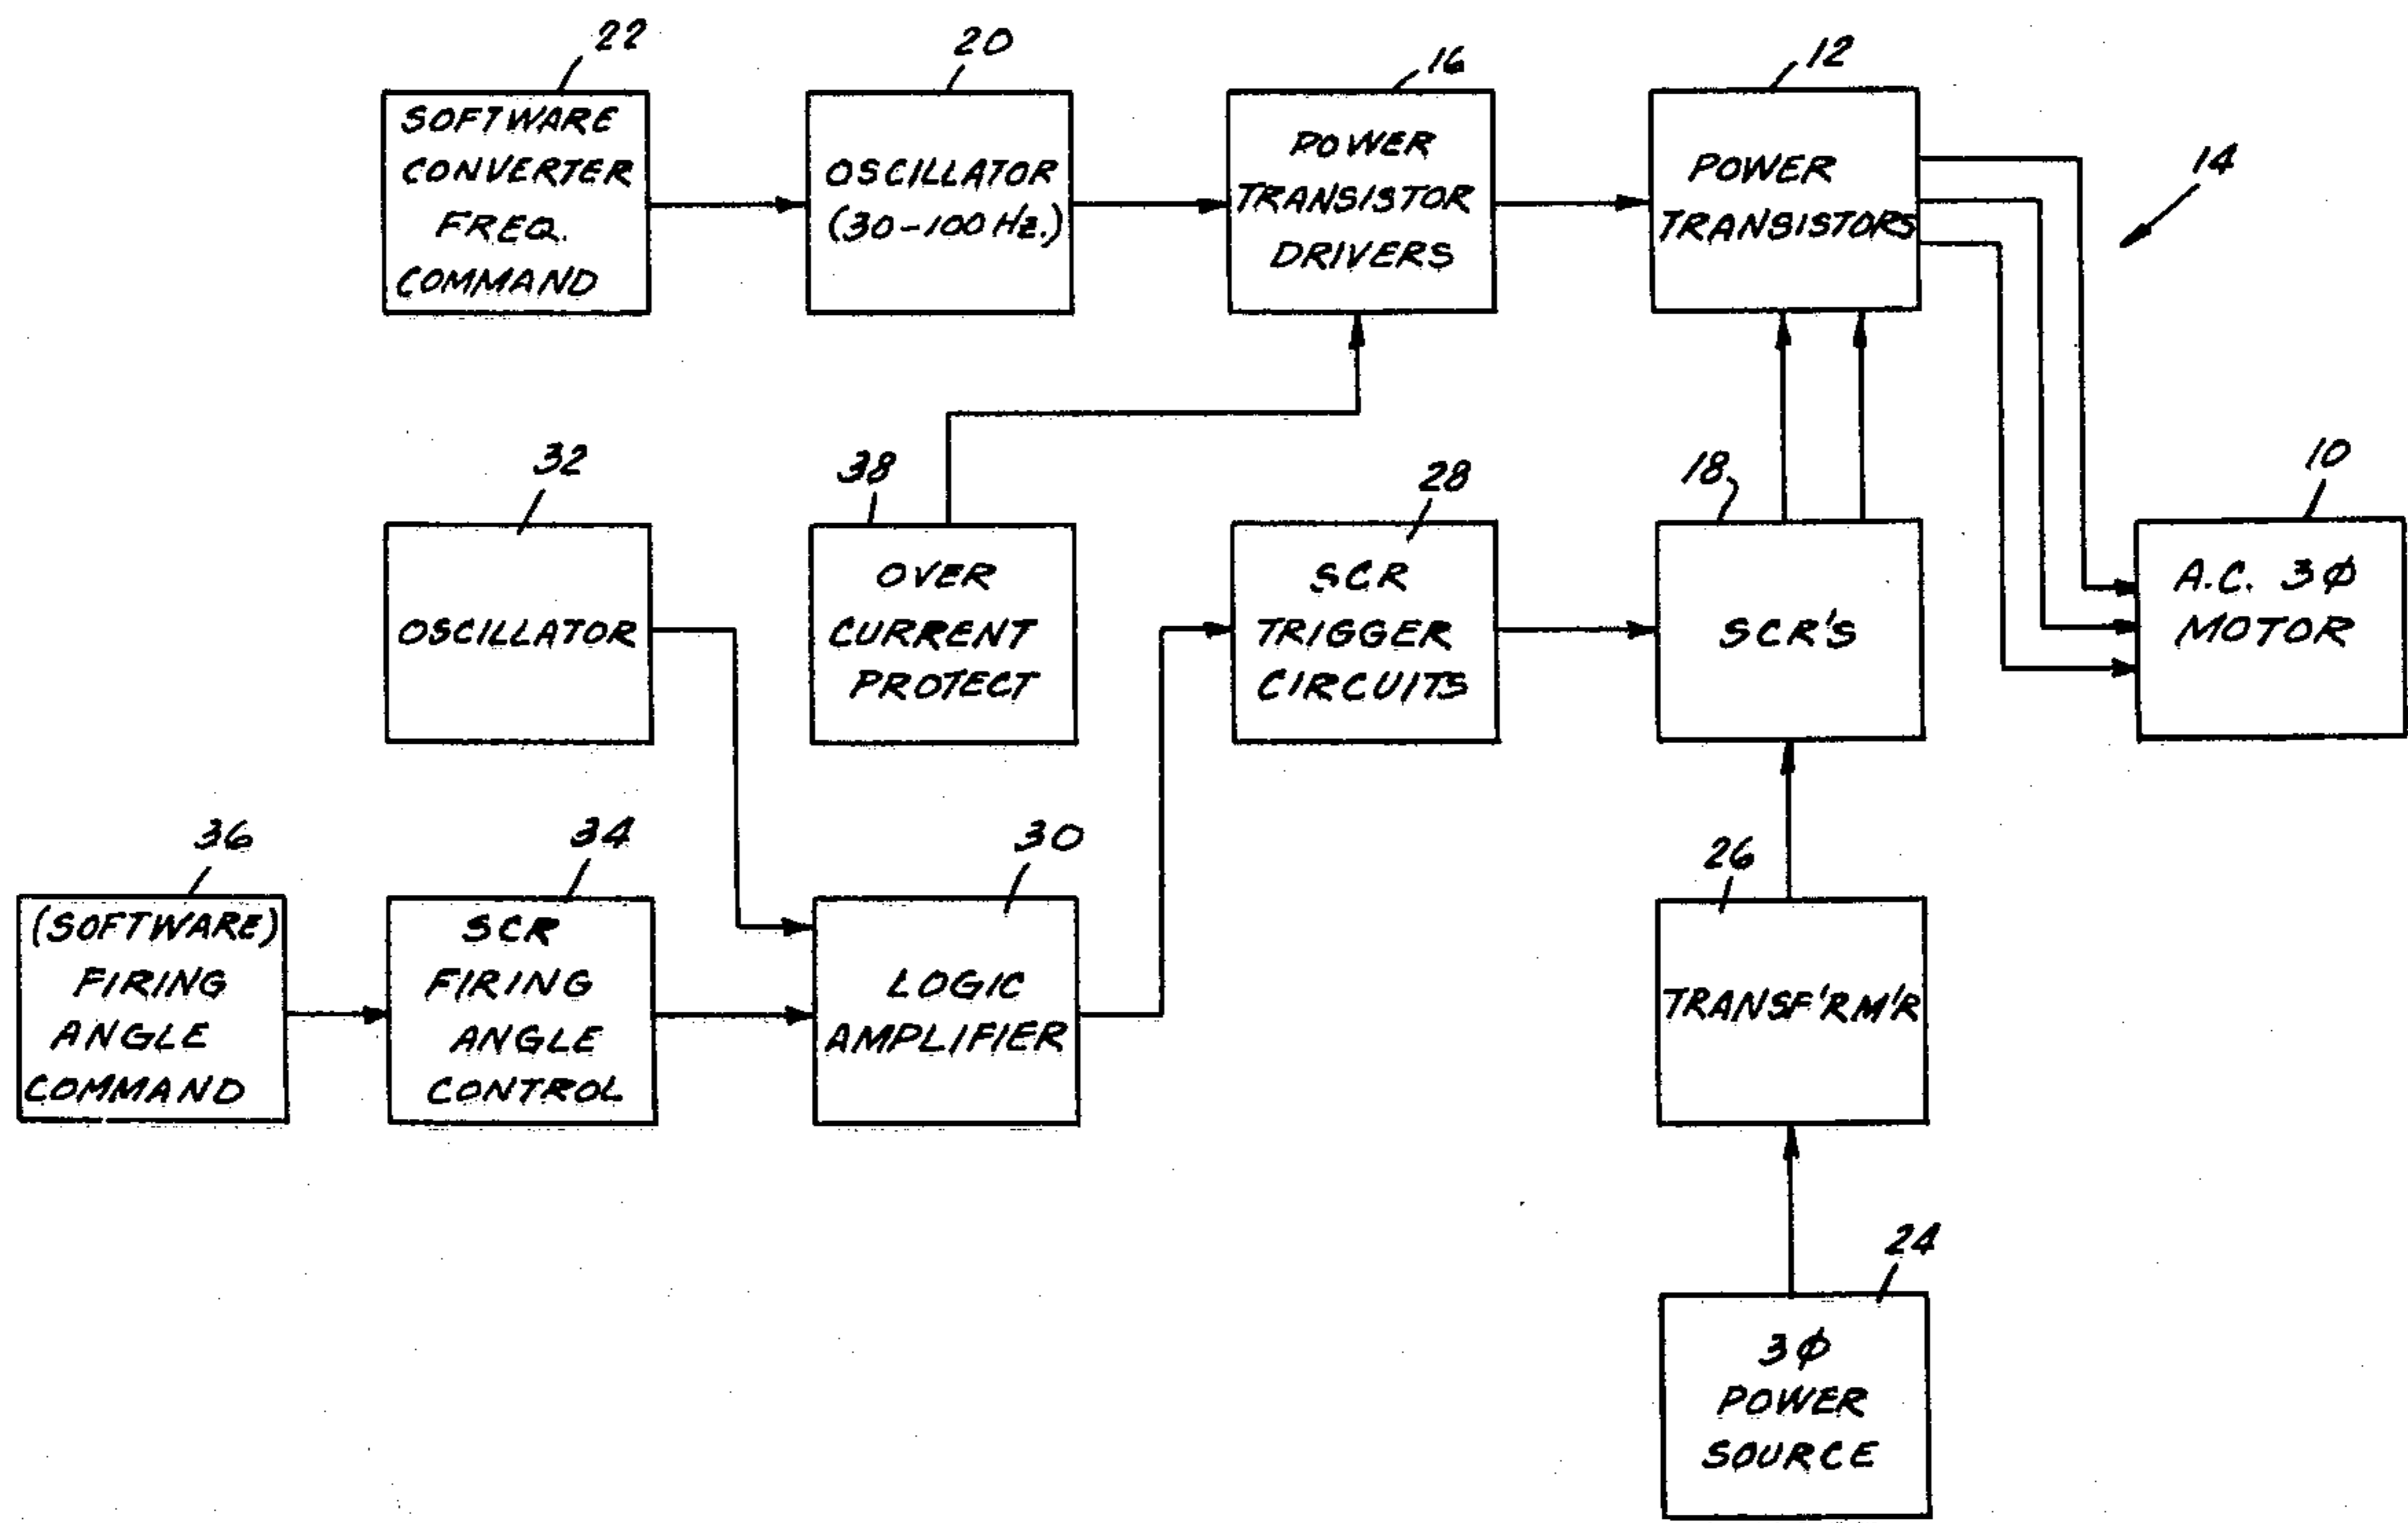 22
20
16
12
14
SOFTWARE
CONVERTER
FREQ.
COMMAND
OSCILLATOR
(30-100 Hz.)
POWER
TRANSISTOR
DRIVERS
POWER
TRANSISTORS
32
38
28
18
10
OSCILLATOR
OVER
CURRENT
PROTECT
SCR
TRIGGER
CIRCUITS
SCR'S
A.C. 3Ø
MOTOR
36
34
30
26
(SOFTWARE)
FIRING
ANGLE
COMMAND
SCR
FIRING
ANGLE
CONTROL
LOGIC
AMPLIFIER
TRANSF'RM'R
24
3Ø
POWER
SOURCE